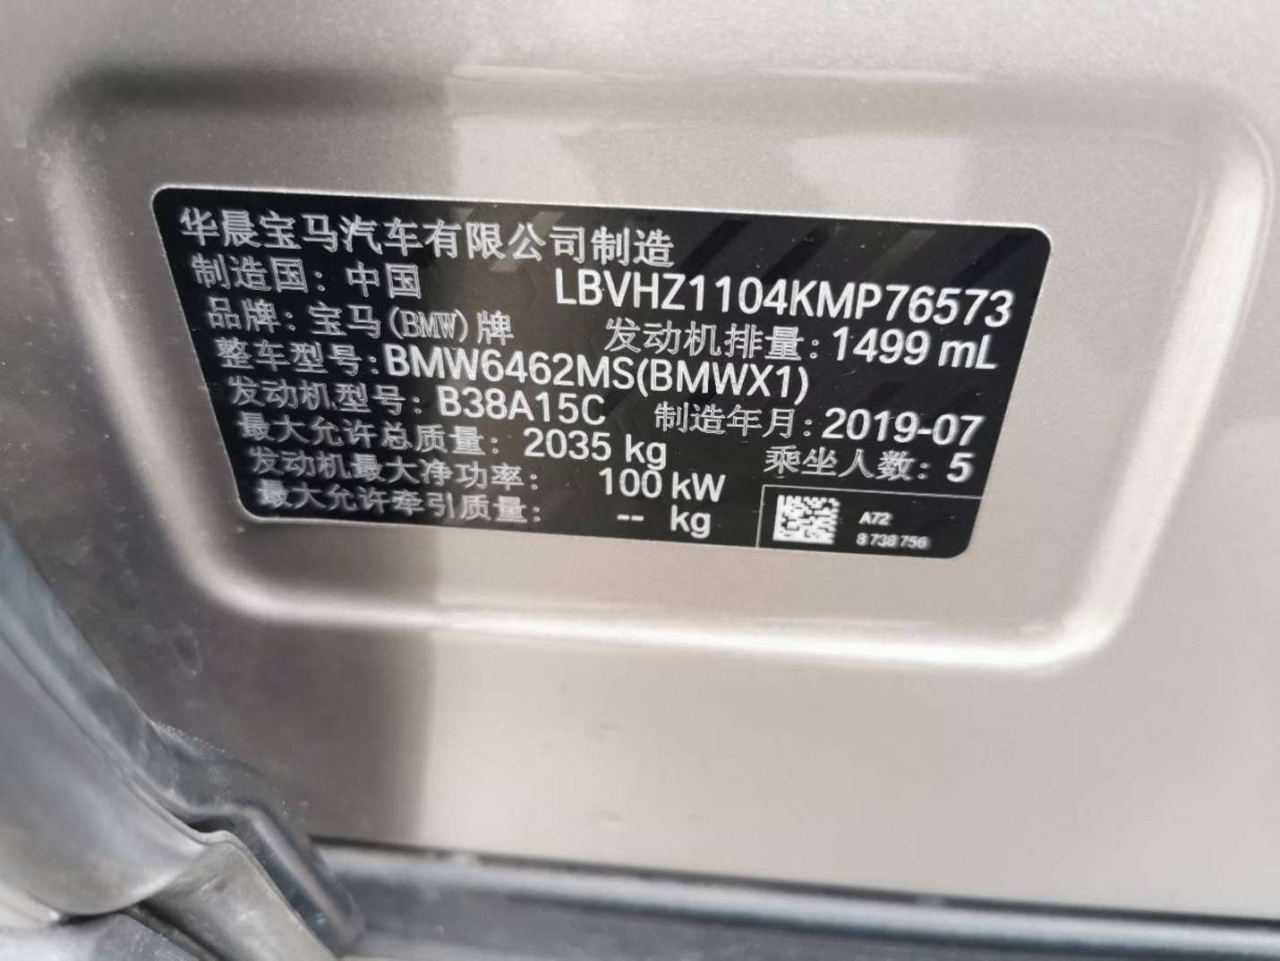 华晨宝马汽车有限公司制造
制造国：中国 LBVHZ1104KMP76573
品牌：宝马(BMW)牌 发动机排量：1499 mL
整车型号：BMW6462MS(BMWX1)
发动机型号：B38A15C 制造年月：2019-07
最大允许总质量：2035 kg 乘坐人数：5
发动机最大净功率：100 kW
最大允许牵引质量：-- kg
A72
8 738 756